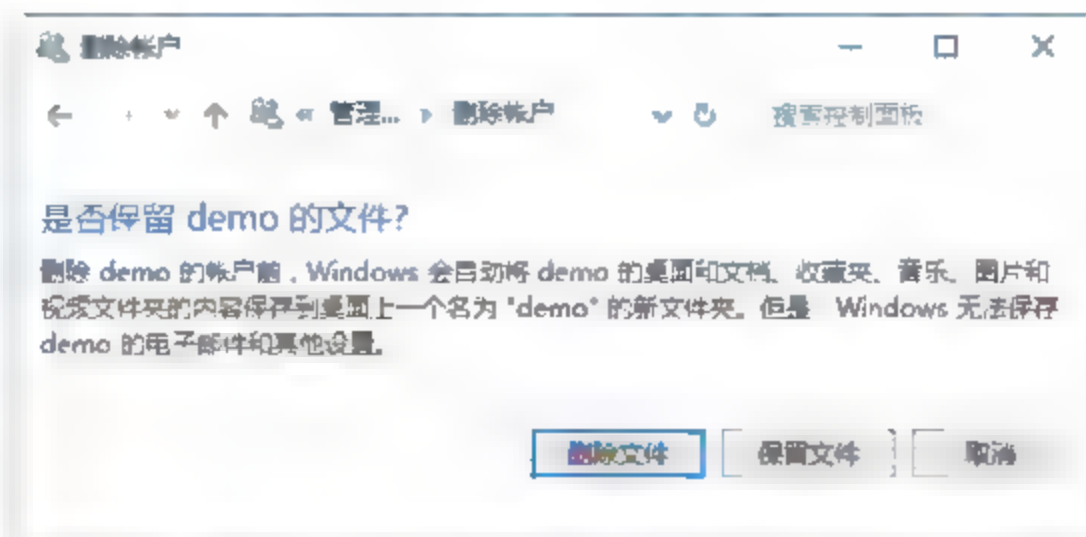 删除帐户
管理... 删除帐户 搜索控制面板
是否保留 demo 的文件?
删除 demo 的帐户前，Windows 会自动将 demo 的桌面和文档、收藏夹、音乐、图片和
视频文件夹的内容保存到桌面上一个名为 "demo" 的新文件夹。但是，Windows 无法保存
demo 的电子邮件和其他设置。
删除文件 保留文件 取消